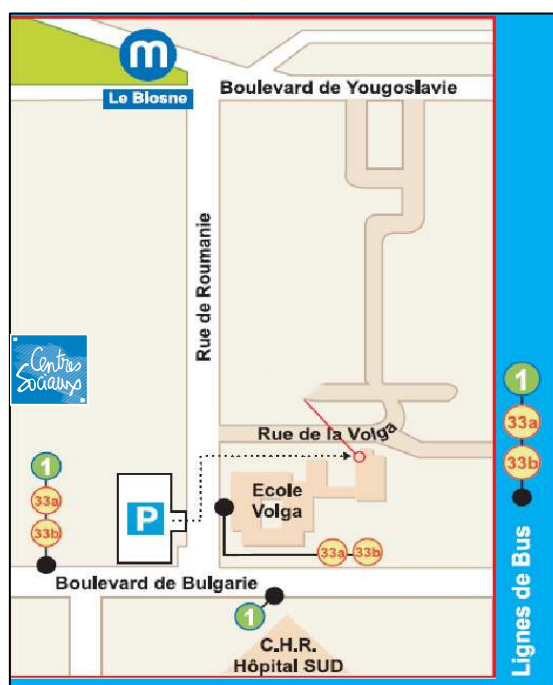 m
Le Blosne
Boulevard de Yougoslavie
Rue de Roumanie
Centres
Sociaux
Rue de la Volga
1
33a
33b
P
Ecole
Volga
33a 33b
Boulevard de Bulgarie
1
C.H.R.
Hôpital SUD
1
33a
33b
Lignes de Bus